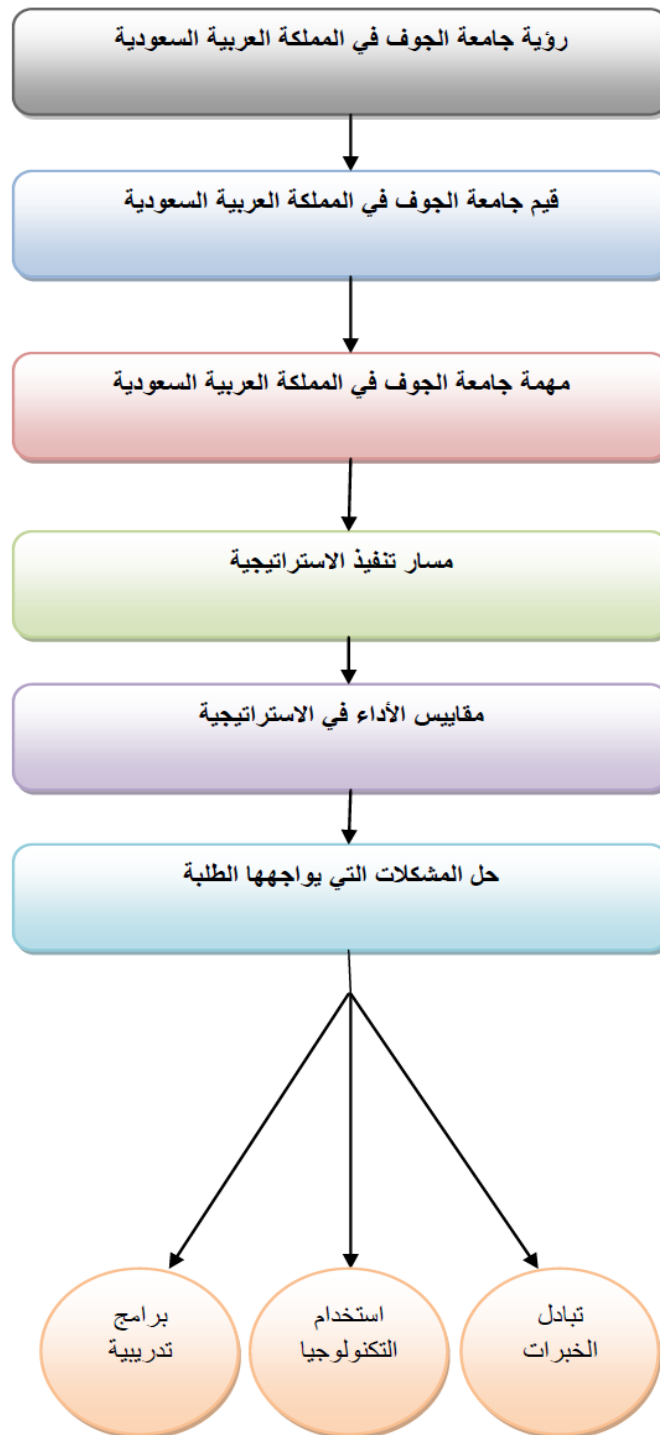 رؤية جامعة الجوف في المملكة العربية السعودية
قيم جامعة الجوف في المملكة العربية السعودية
مهمة جامعة الجوف في المملكة العربية السعودية
مسار تنفيذ الاستراتيجية
مقاييس الأداء في الاستراتيجية
حل المشكلات التي يواجهها الطلبة
تبادل
الخبرات
استخدام
التكنولوجيا
برامج
تدريبية